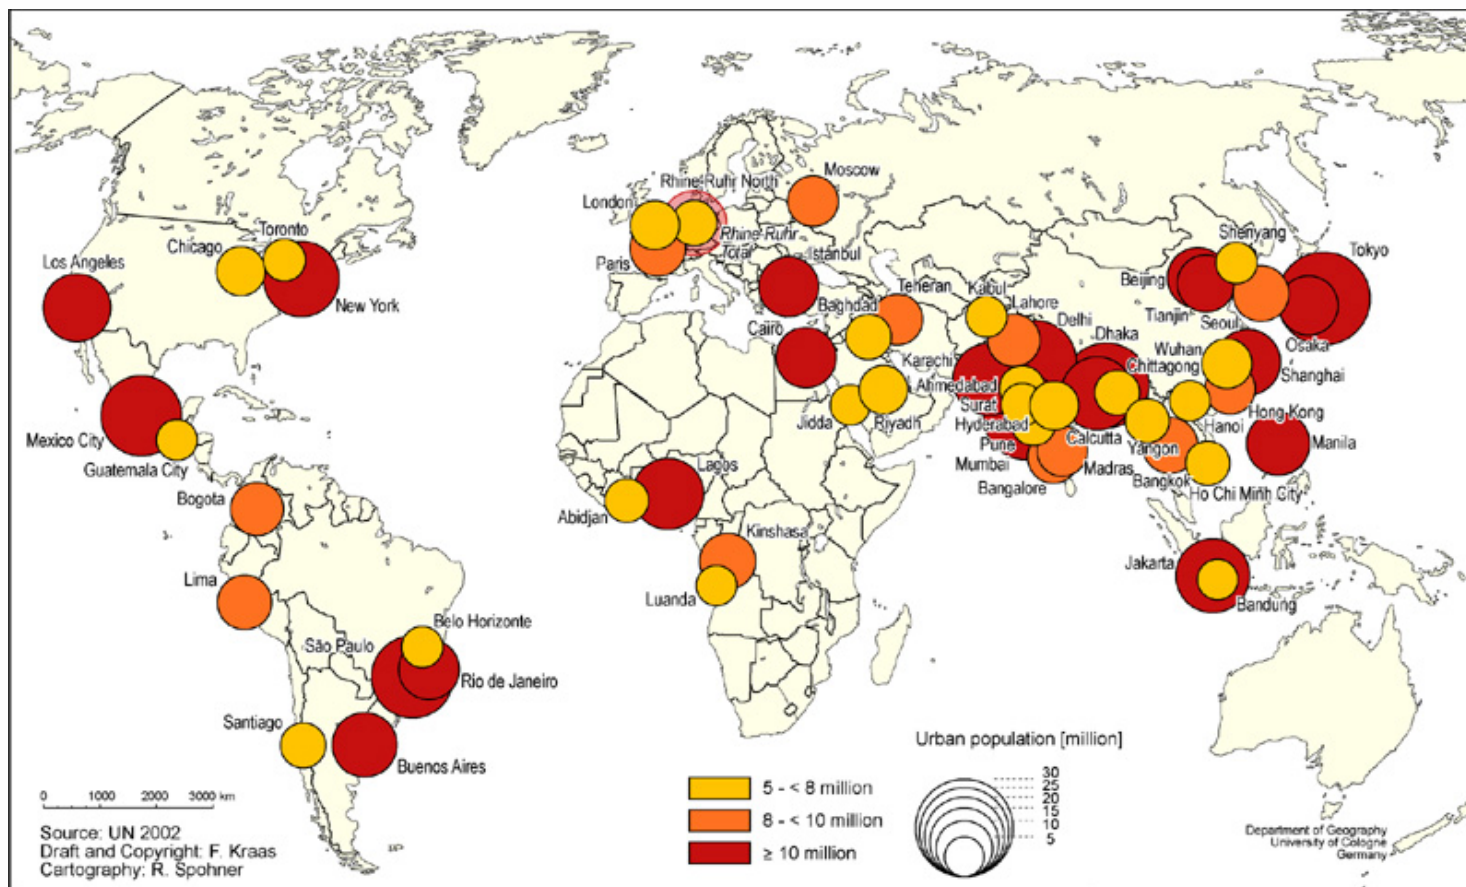 Moscow
Rhine-Ruhr North
London
Rhine-Ruhr
Total
Paris
Istanbul
Toronto
Chicago
Los Angeles
New York
Shenyang
Tokyo
Beijing
Tianjin
Seoul
Osaka
Teheran
Kabul
Lahore
Baghdad
Delhi
Dhaka
Cairo
Karachi
Wuhan
Chittagong
Shanghai
Ahmedabad
Surat
Jidda
Riyadh
Hyderabad
Hong Kong
Hanoi
Mexico City
Pune
Calcutta
Yangon
Manila
Guatemala City
Mumbai
Madras
Bangkok
Bangalore
Ho Chi Minh City
Lagos
Bogota
Abidjan
Kinshasa
Jakarta
Lima
Luanda
Bandung
Belo Horizonte
São Paulo
Rio de Janeiro
Santiago
Buenos Aires
Urban population [million]
30
25
20
15
10
5
5 - < 8 million
8 - < 10 million
≥ 10 million
0 1000 2000 3000 km
Source: UN 2002
Draft and Copyright: F. Kraas
Cartography: R. Spohner
Department of Geography
University of Cologne
Germany